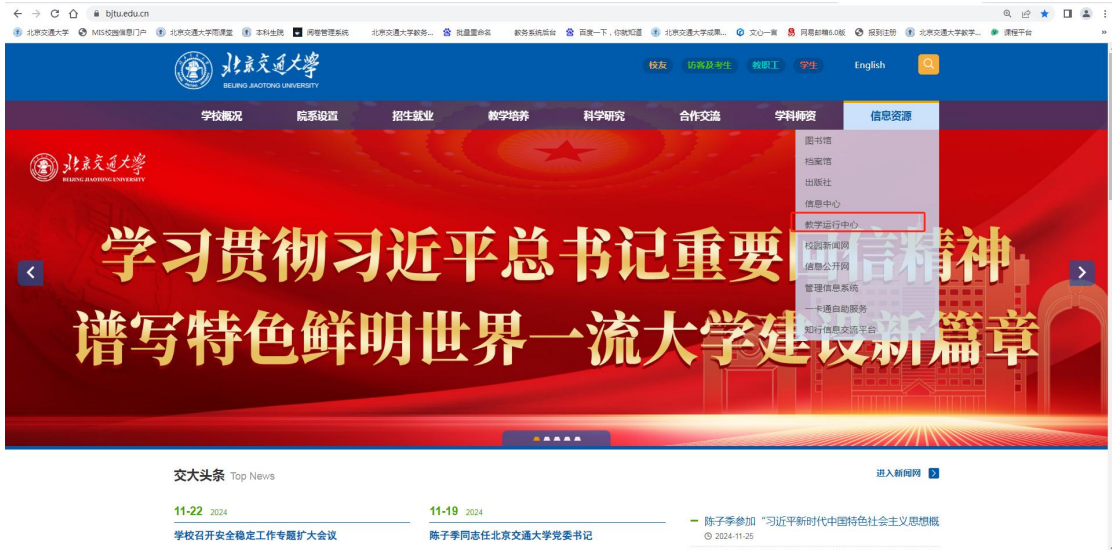 bjtu.edu.cn
北京交通大学 MIS校园信息门户 北京交通大学雨课堂 本科生院 阅卷管理系统 北京交通大学教务... 批量重命名 教务系统后台 百度一下，你就知道 北京交通大学成果... 文心一言 网易邮箱6.0版 报到注册 北京交通大学教学... 课程平台 »
北京交通大学
BEIJING JIAOTONG UNIVERSITY
校友 访客及考生 教职工 学生 English
学校概况 院系设置 招生就业 教学培养 科学研究 合作交流 学科师资 信息资源
图书馆
档案馆
出版社
信息中心
教学运行中心
校园新闻网
信息公开网
管理信息系统
一卡通自助服务
知行信息交流平台
北京交通大学
BEIJING JIAOTONG UNIVERSITY
学习贯彻习近平总书记重要回信精神
谱写特色鲜明世界一流大学建设新篇章
交大头条 Top News
进入新闻网
11-22 2024
学校召开安全稳定工作专题扩大会议
11-19 2024
陈子季同志任北京交通大学党委书记
陈子季参加“习近平新时代中国特色社会主义思想概
2024-11-25